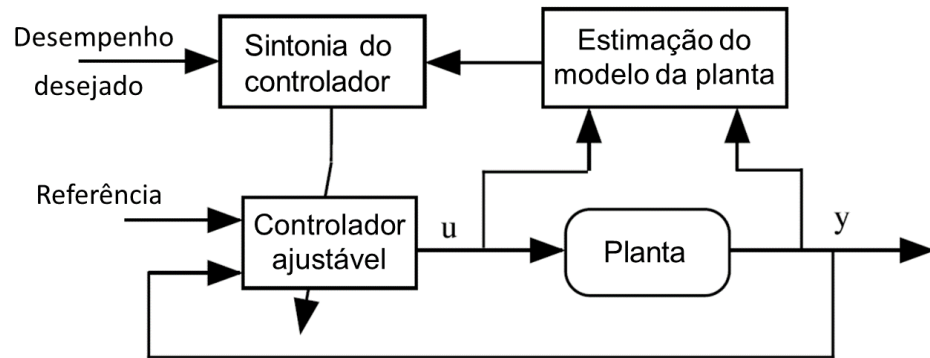 Desempenho
desejado
Sintonia do
controlador
Estimação do
modelo da planta
Referência
Controlador
ajustável
u
Planta
y